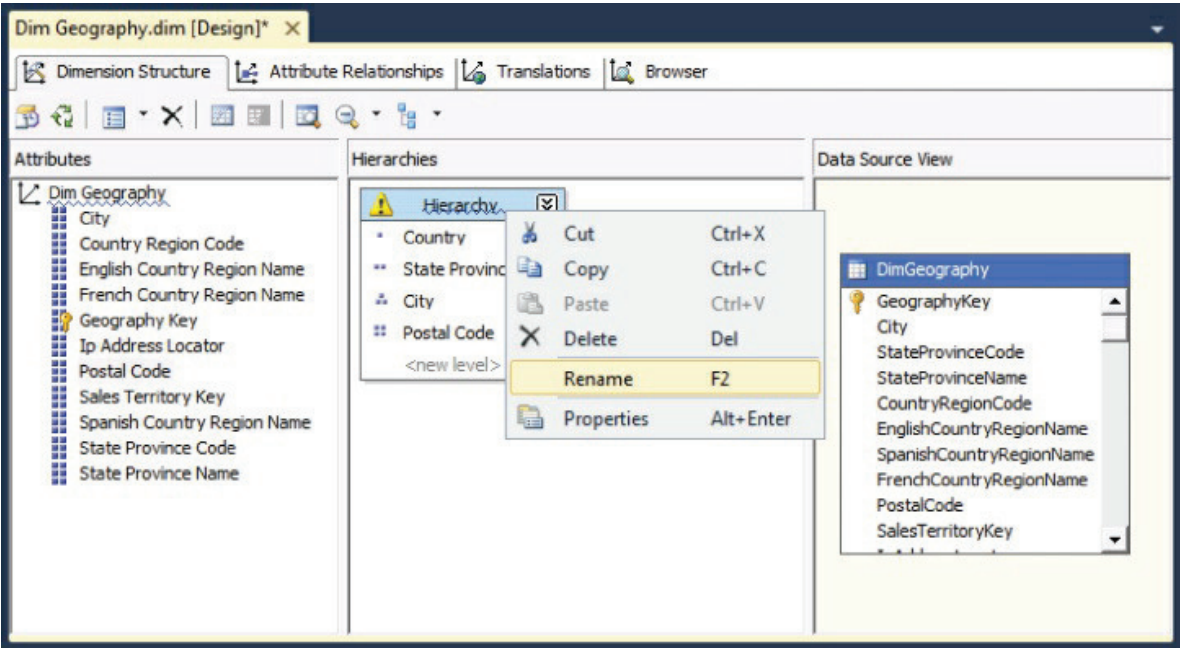 Dim Geography.dim [Design]*
Dimension Structure Attribute Relationships Translations Browser
Attributes
Dim Geography
City
Country Region Code
English Country Region Name
French Country Region Name
Geography Key
Ip Address Locator
Postal Code
Sales Territory Key
Spanish Country Region Name
State Province Code
State Province Name
Hierarchies
Hierarchy
Country
State Provinc
City
Postal Code
<new level>
Cut Ctrl+X
Copy Ctrl+C
Paste Ctrl+V
Delete Del
Rename F2
Properties Alt+Enter
Data Source View
DimGeography
GeographyKey
City
StateProvinceCode
StateProvinceName
CountryRegionCode
EnglishCountryRegionName
SpanishCountryRegionName
FrenchCountryRegionName
PostalCode
SalesTerritoryKey